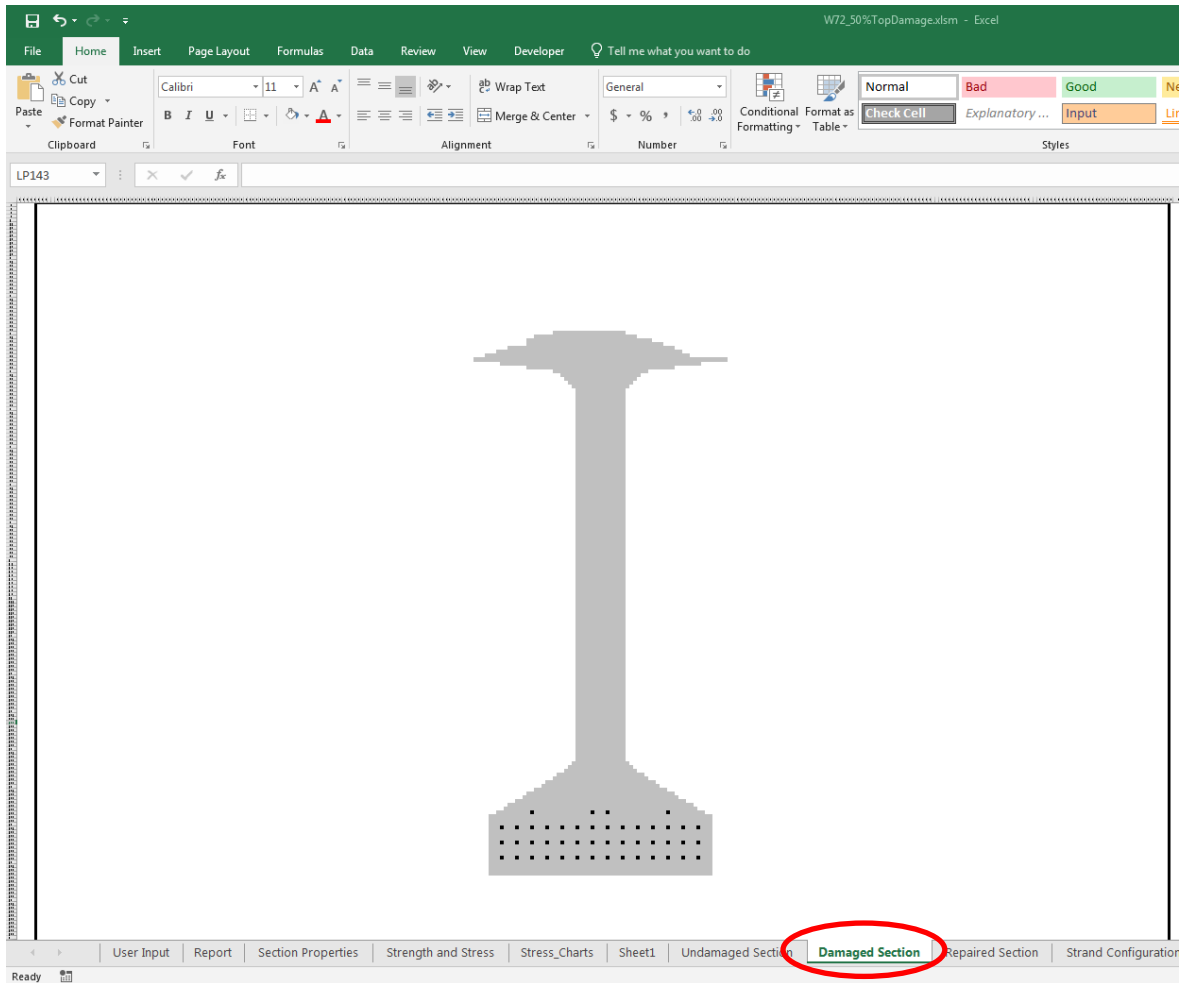 W72_50%TopDamage.xlsm - Excel
File Home Insert Page Layout Formulas Data Review View Developer Tell me what you want to do
Paste
Cut
Copy
Format Painter
Clipboard
Calibri 11
B I U
Font
Wrap Text
Merge & Center
Alignment
General
$ % ,
Number
Conditional Formatting
Format as Table
Normal Bad Good Ne
Check Cell Explanatory ... Input Lin
Styles
LP143 fx
User Input Report Section Properties Strength and Stress Stress_Charts Sheet1 Undamaged Section Damaged Section Repaired Section Strand Configuration
Ready